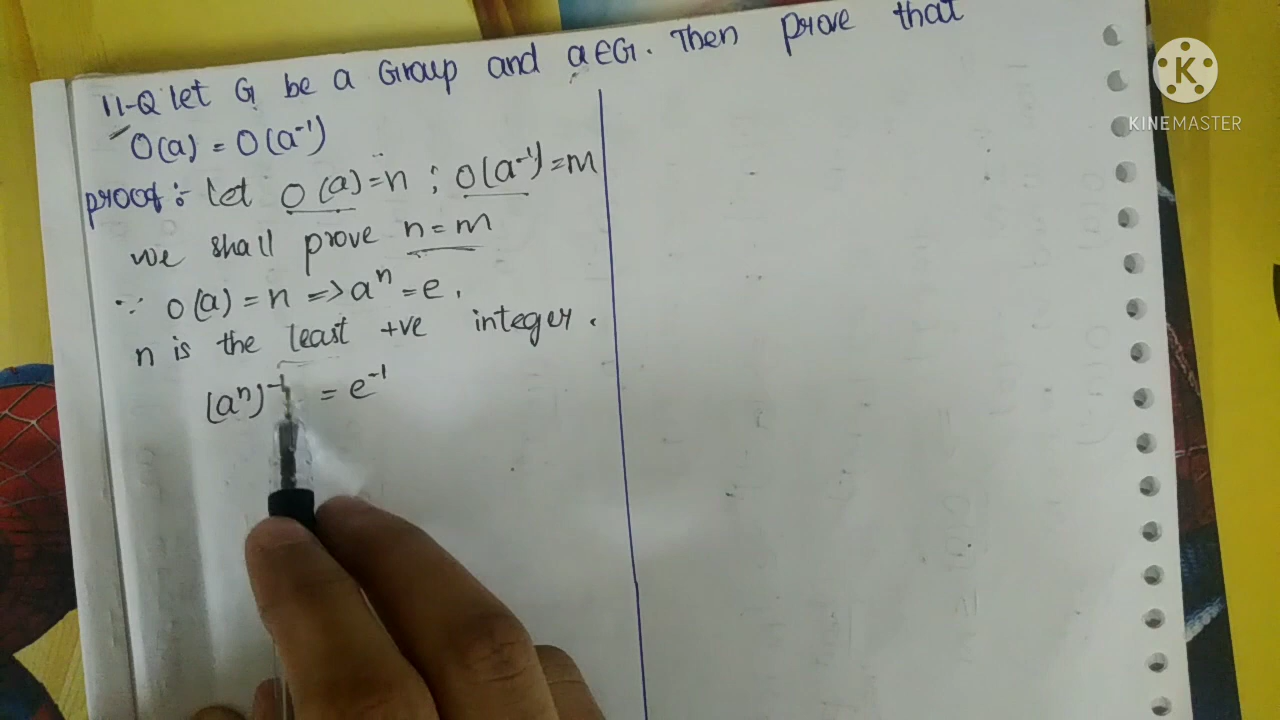 11-Q let G be a Group and a∈G. Then prove that
O(a) = O(a⁻¹)
proof:- let O(a)=n ; O(a⁻¹)=m
we shall prove n=m
∵ O(a)=n => aⁿ=e.
n is the least +ve integer.
(aⁿ)⁻¹ = e⁻¹
K
KINEMASTER